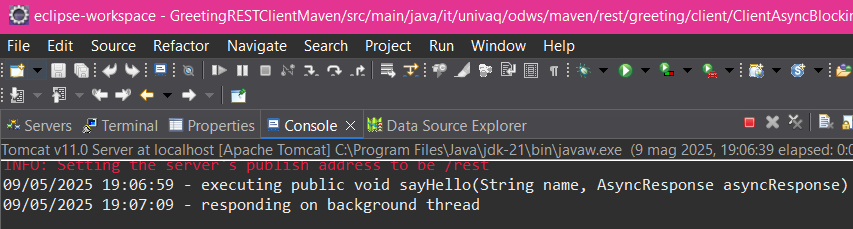 eclipse-workspace - GreetingRESTClientMaven/src/main/java/it/univaq/odws/maven/rest/greeting/client/ClientAsyncBlockin
File Edit Source Refactor Navigate Search Project Run Window Help
Servers Terminal Properties Console Data Source Explorer
Tomcat v11.0 Server at localhost [Apache Tomcat] C:\Program Files\Java\jdk-21\bin\javaw.exe (9 mag 2025, 19:06:39 elapsed: 0:0
INFO: Setting the server's publish address to be /rest
09/05/2025 19:06:59 - executing public void sayHello(String name, AsyncResponse asyncResponse)
09/05/2025 19:07:09 - responding on background thread